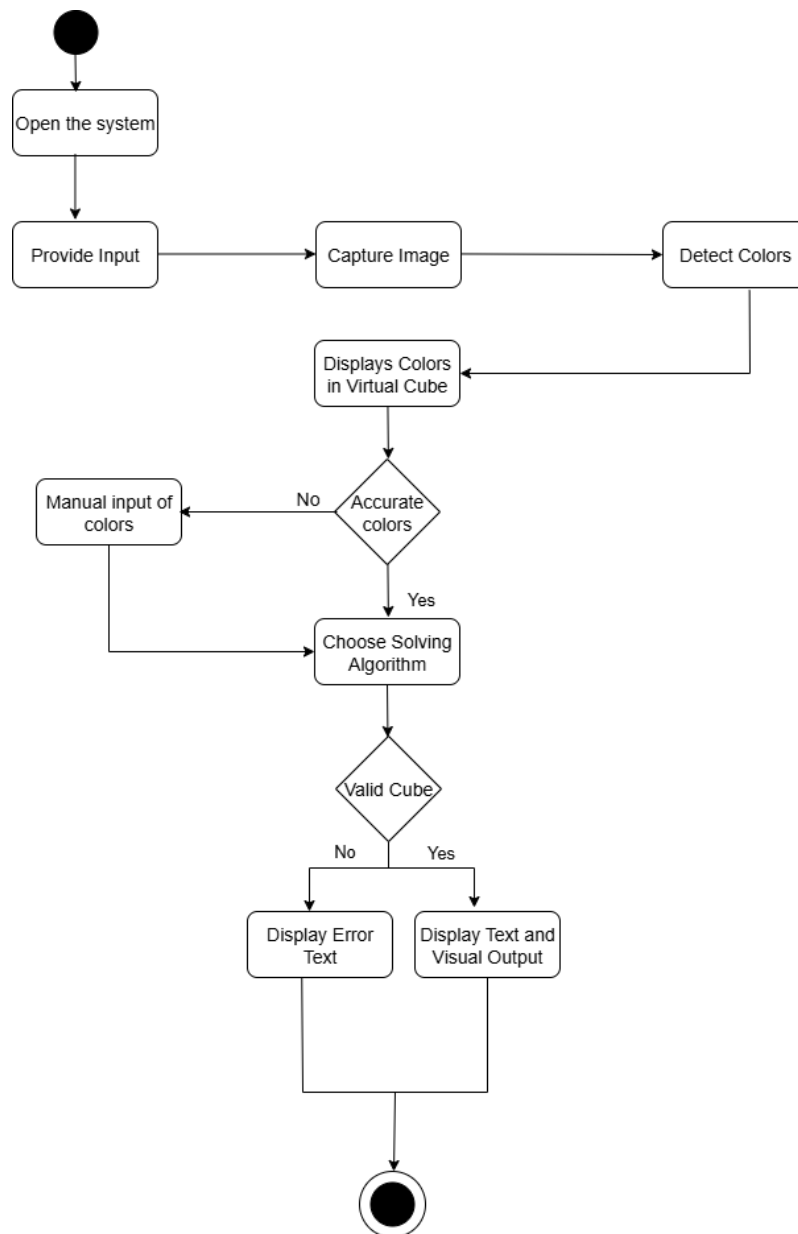 Open the system
Provide Input
Capture Image
Detect Colors
Displays Colors
in Virtual Cube
Accurate
colors
No
Manual input of
colors
Yes
Choose Solving
Algorithm
Valid Cube
No
Yes
Display Error
Text
Display Text and
Visual Output